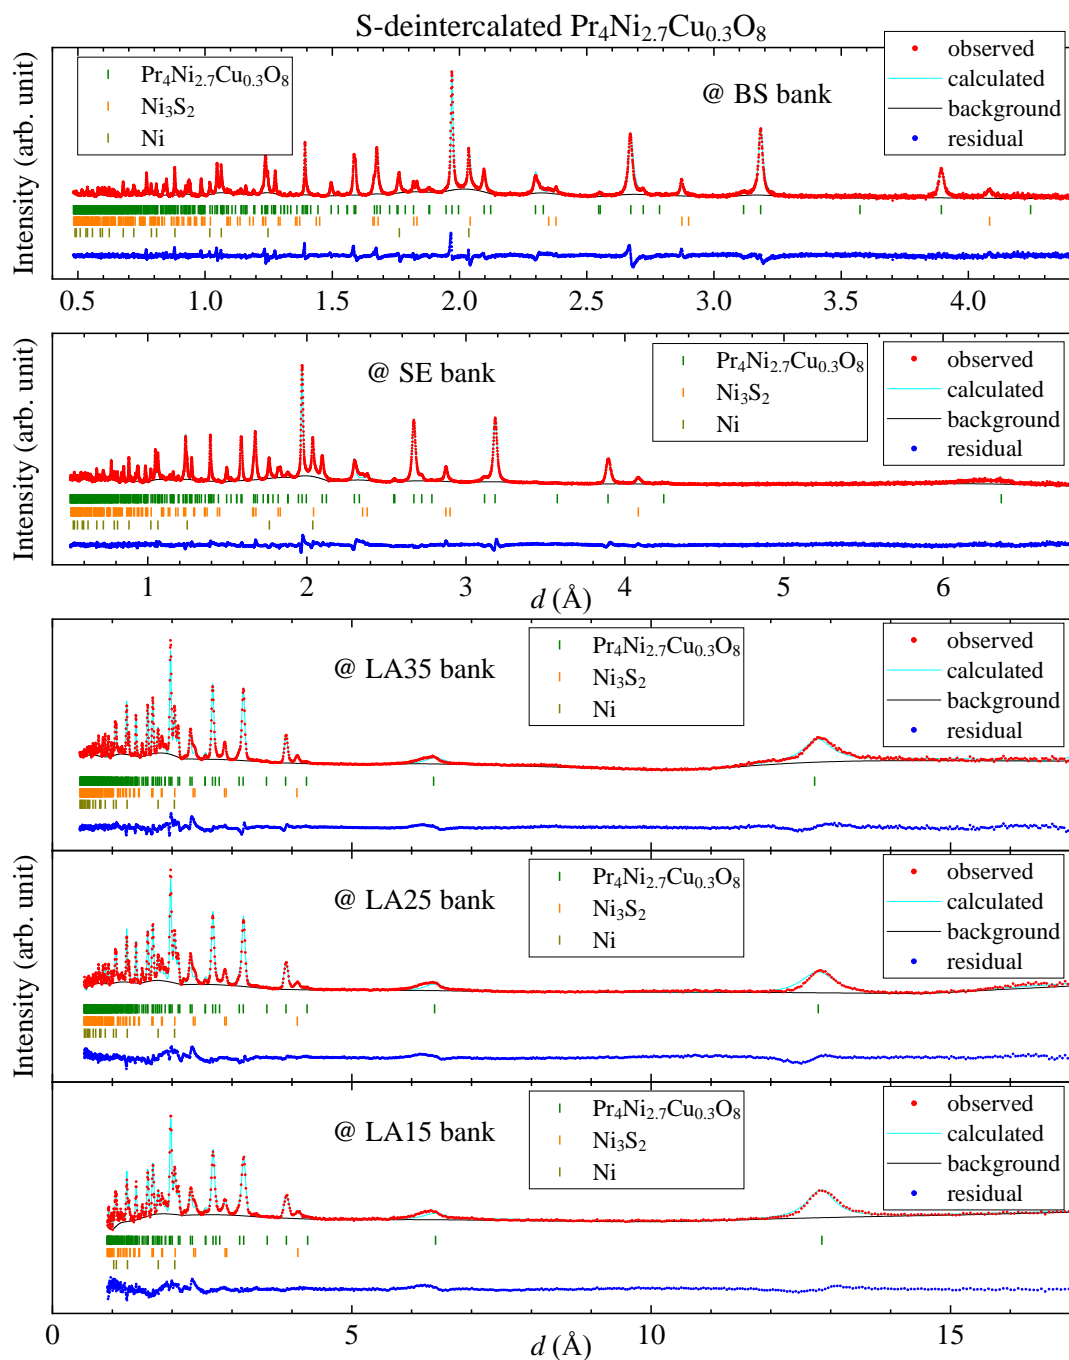 S-deintercalated Pr₄Ni₂.₇Cu₀.₃O₈
Intensity (arb. unit)
Pr₄Ni₂.₇Cu₀.₃O₈
Ni₃S₂
Ni
@ BS bank
observed
calculated
background
residual
0.5 1.0 1.5 2.0 2.5 3.0 3.5 4.0
Intensity (arb. unit)
@ SE bank
Pr₄Ni₂.₇Cu₀.₃O₈
Ni₃S₂
Ni
observed
calculated
background
residual
1 2 3 4 5 6
d (Å)
@ LA35 bank
Pr₄Ni₂.₇Cu₀.₃O₈
Ni₃S₂
Ni
observed
calculated
background
residual
Intensity (arb. unit)
@ LA25 bank
Pr₄Ni₂.₇Cu₀.₃O₈
Ni₃S₂
Ni
observed
calculated
background
residual
@ LA15 bank
Pr₄Ni₂.₇Cu₀.₃O₈
Ni₃S₂
Ni
observed
calculated
background
residual
0 5 10 15
d (Å)